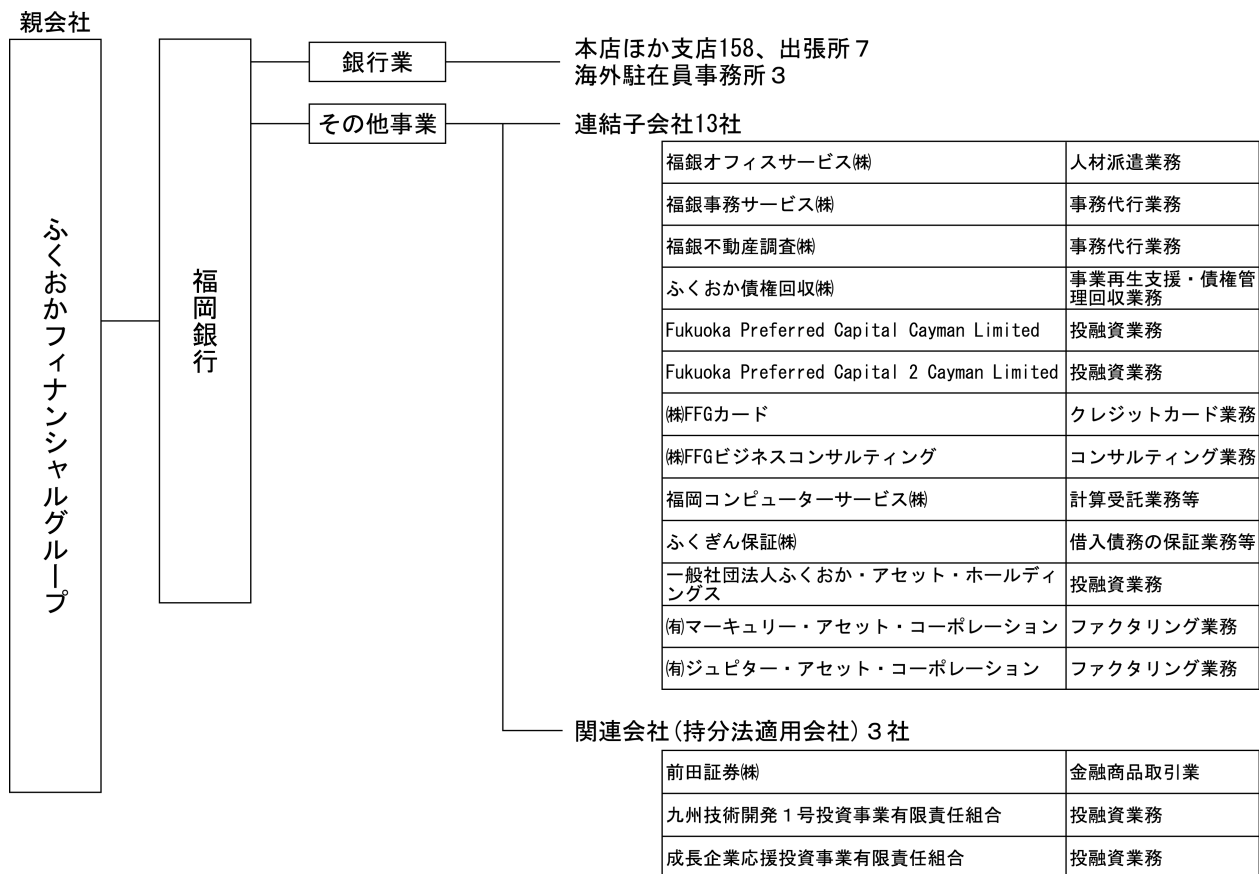 親会社
ふくおかフィナンシャルグループ
福岡銀行
銀行業
本店ほか支店158、出張所７
海外駐在員事務所３
その他事業
連結子会社13社
福銀オフィスサービス㈱ 人材派遣業務
福銀事務サービス㈱ 事務代行業務
福銀不動産調査㈱ 事務代行業務
ふくおか債権回収㈱ 事業再生支援・債権管
理回収業務
Fukuoka Preferred Capital Cayman Limited 投融資業務
Fukuoka Preferred Capital 2 Cayman Limited 投融資業務
㈱FFGカード クレジットカード業務
㈱FFGビジネスコンサルティング コンサルティング業務
福岡コンピューターサービス㈱ 計算受託業務等
ふくぎん保証㈱ 借入債務の保証業務等
一般社団法人ふくおか・アセット・ホールディ
ングス 投融資業務
㈲マーキュリー・アセット・コーポレーション ファクタリング業務
㈲ジュピター・アセット・コーポレーション ファクタリング業務
関連会社(持分法適用会社)３社
前田証券㈱ 金融商品取引業
九州技術開発１号投資事業有限責任組合 投融資業務
成長企業応援投資事業有限責任組合 投融資業務